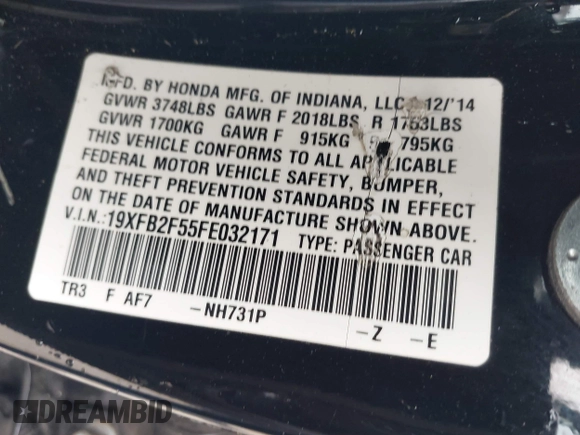 MFD. BY HONDA MFG. OF INDIANA, LLC 12/'14
GVWR 3748LBS GAWR F 2018LBS R 1753LBS
GVWR 1700KG GAWR F 915KG 795KG
THIS VEHICLE CONFORMS TO ALL APPLICABLE
FEDERAL MOTOR VEHICLE SAFETY, BUMPER,
AND THEFT PREVENTION STANDARDS IN EFFECT
ON THE DATE OF MANUFACTURE SHOWN ABOVE.
V.I.N.: 19XFB2F55FE032171 TYPE: PASSENGER CAR
TR3 F AF7 -NH731P -Z -E
DREAMBID